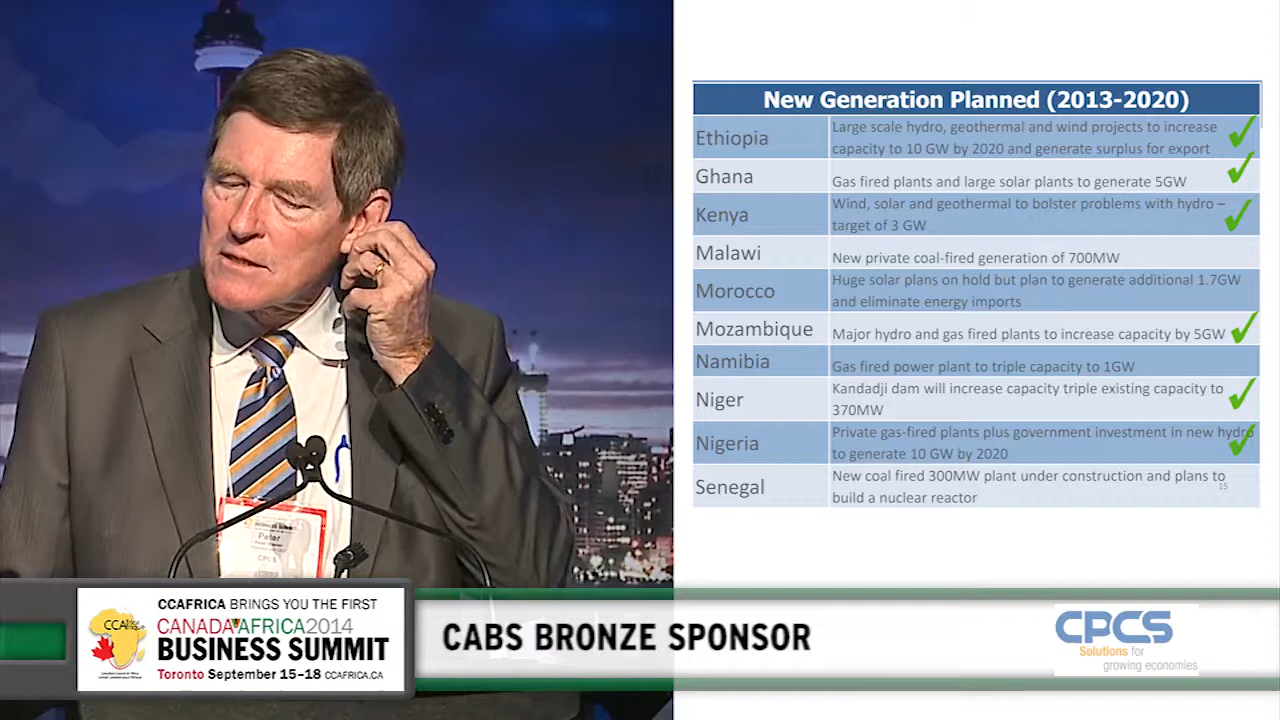 New Generation Planned (2013-2020)
Ethiopia
Large scale hydro, geothermal and wind projects to increase
capacity to 10 GW by 2020 and generate surplus for export
Ghana
Gas fired plants and large solar plants to generate 5GW
Kenya
Wind, solar and geothermal to bolster problems with hydro –
target of 3 GW
Malawi
New private coal-fired generation of 700MW
Morocco
Huge solar plans on hold but plan to generate additional 1.7GW
and eliminate energy imports
Mozambique
Major hydro and gas fired plants to increase capacity by 5GW
Namibia
Gas fired power plant to triple capacity to 1GW
Niger
Kandadji dam will increase capacity triple existing capacity to
370MW
Nigeria
Private gas-fired plants plus government investment in new hydro
to generate 10 GW by 2020
Senegal
New coal fired 300MW plant under construction and plans to
build a nuclear reactor
15
Peter
CPCS
CCAFRICA BRINGS YOU THE FIRST
CANADA AFRICA2014
BUSINESS SUMMIT
Toronto September 15–18 CCAFRICA.CA
CABS BRONZE SPONSOR
CPCS
Solutions for
growing economies